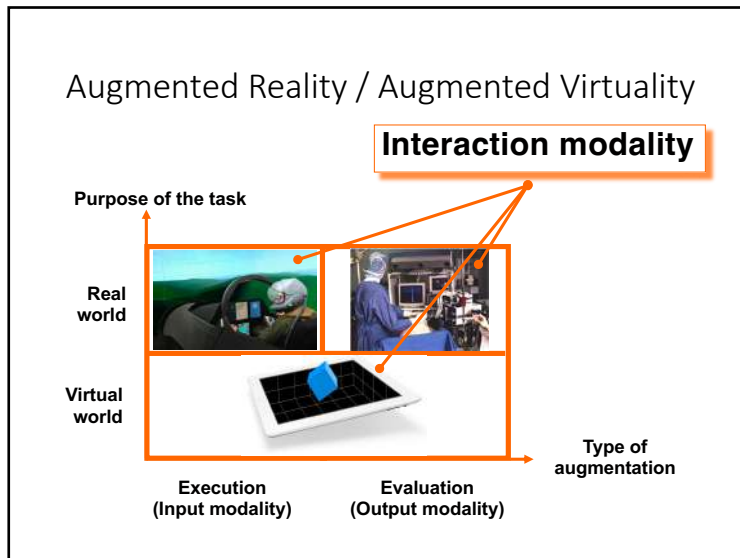 Augmented Reality / Augmented Virtuality
Interaction modality
Purpose of the task
Real
world
Virtual
world
Type of
augmentation
Execution
(Input modality)
Evaluation
(Output modality)